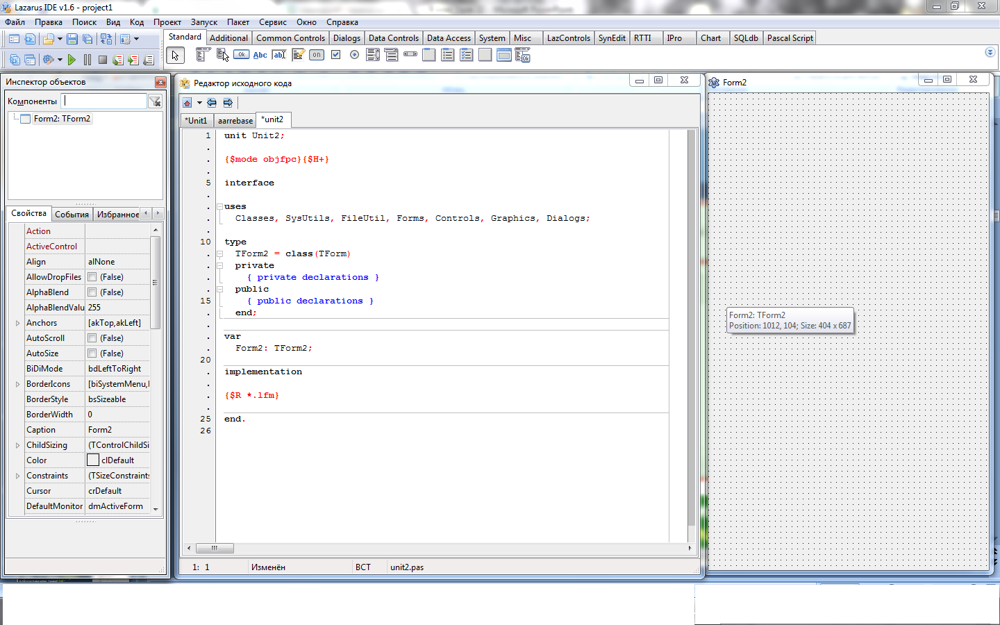 Lazarus IDE v1.6 - project1
Файл Правка Поиск Вид Код Проект Запуск Пакет Сервис Окно Справка
Standard Additional Common Controls Dialogs Data Controls Data Access System Misc LazControls SynEdit RTTI IPro Chart SQLdb Pascal Script
Ok Abc abI on
Инспектор объектов
Компоненты
Form2: TForm2
Свойства События Избранное
Action
ActiveControl
Align alNone
AllowDropFiles (False)
AlphaBlend (False)
AlphaBlendValu 255
Anchors [akTop,akLeft]
AutoScroll (False)
AutoSize (False)
BiDiMode bdLeftToRight
BorderIcons [biSystemMenu,
BorderStyle bsSizeable
BorderWidth 0
Caption Form2
ChildSizing (TControlChildSi
Color clDefault
Constraints (TSizeConstraints
Cursor crDefault
DefaultMonitor dmActiveForm
Редактор исходного кода
*Unit1 aarrebase *unit2
1 unit Unit2;
.
. {$mode objfpc}{$H+}
.
5 interface
.
. uses
. Classes, SysUtils, FileUtil, Forms, Controls, Graphics, Dialogs;
.
10 type
. TForm2 = class(TForm)
. private
. { private declarations }
. public
15 { public declarations }
. end;
.
. var
. Form2: TForm2;
20
. implementation
.
. {$R *.lfm}
.
25 end.
26
1: 1 Изменён ВСТ unit2.pas
Form2
Form2: TForm2
Position: 1012, 104; Size: 404 x 687